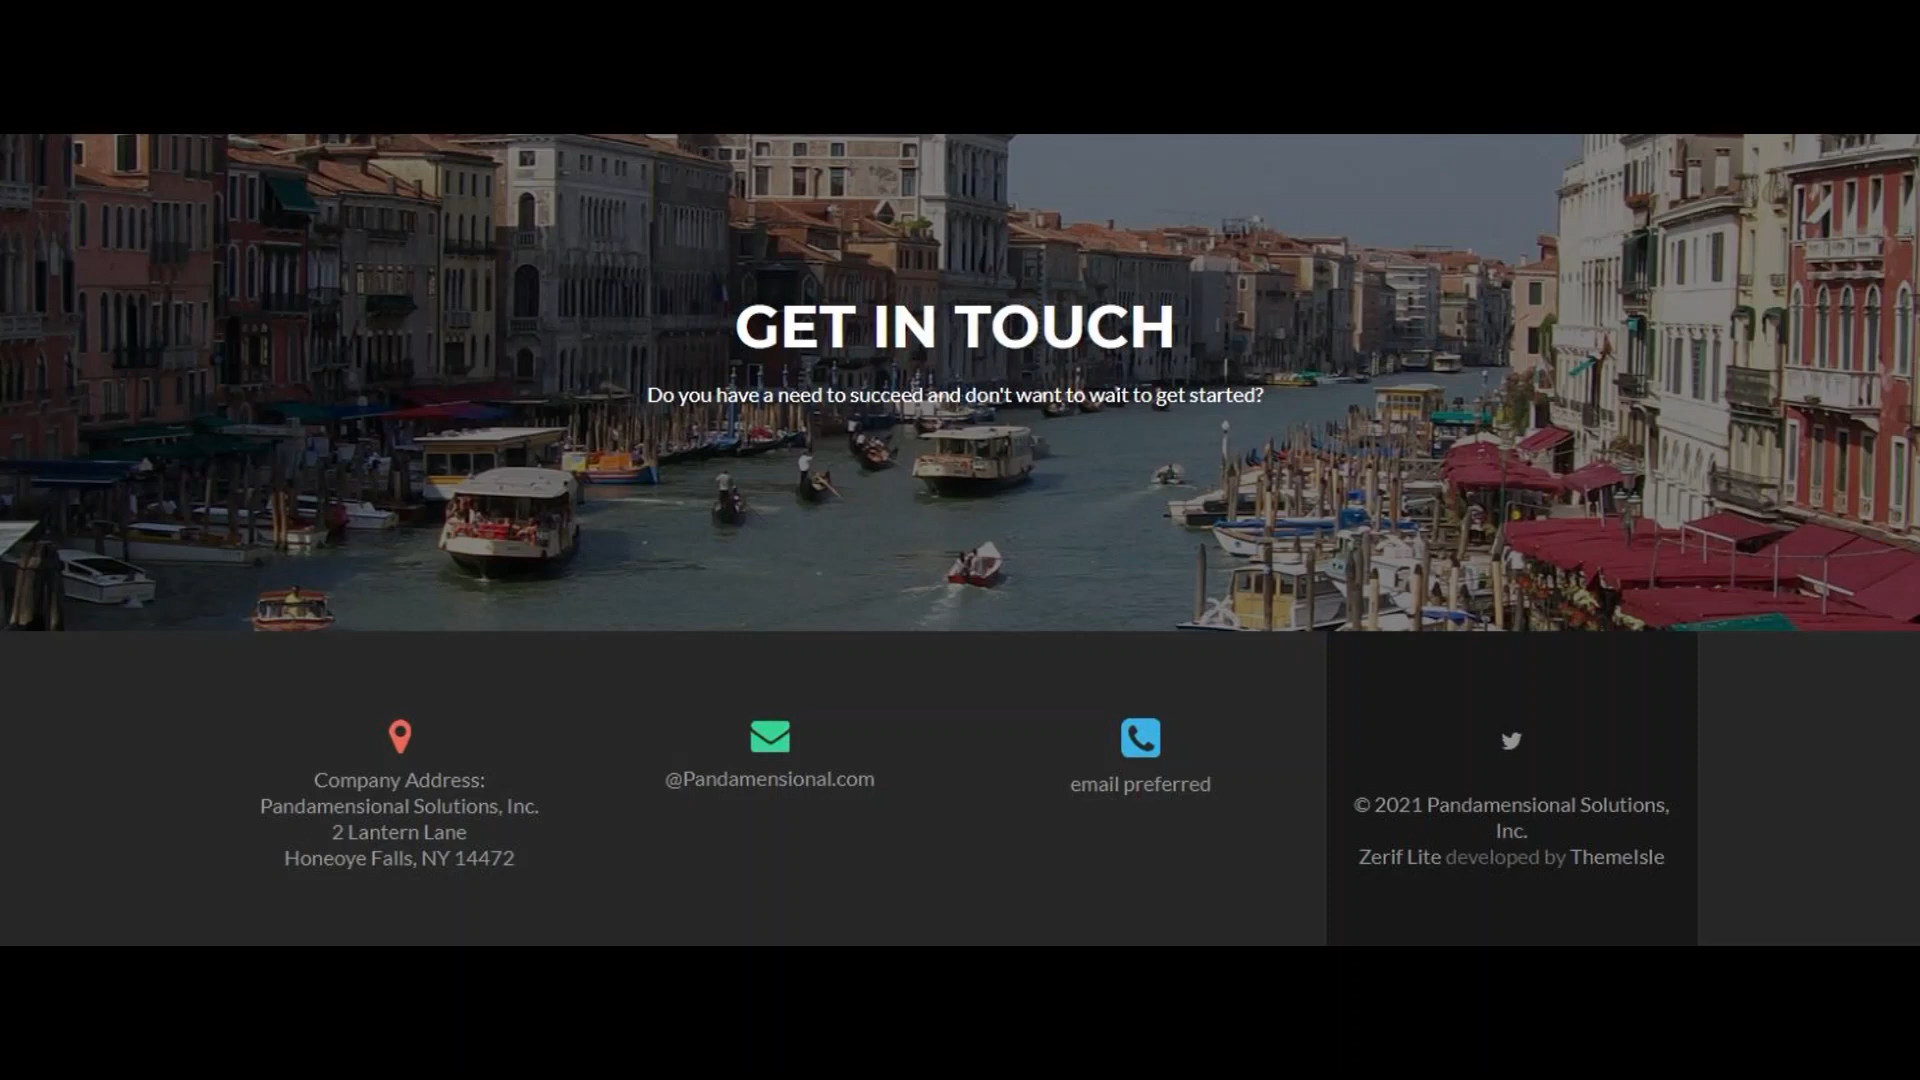 GET IN TOUCH
Do you have a need to succeed and don't want to wait to get started?
Company Address:
Pandamensional Solutions, Inc.
2 Lantern Lane
Honeoye Falls, NY 14472
@Pandamensional.com
email preferred
© 2021 Pandamensional Solutions,
Inc.
Zerif Lite developed by ThemeIsle